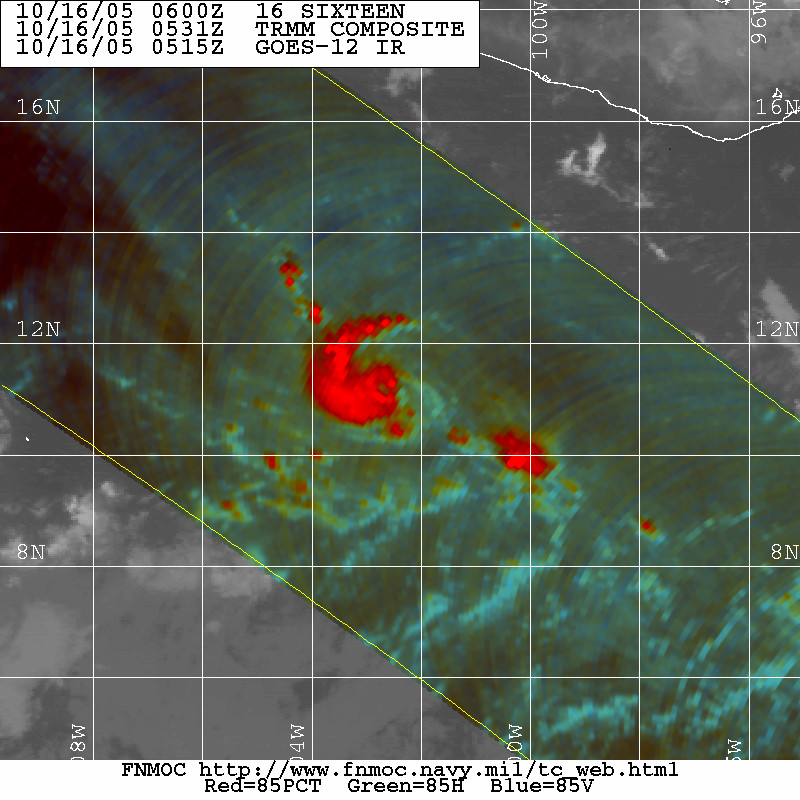 10/16/05 0600Z 16 SIXTEEN
10/16/05 0531Z TRMM COMPOSITE
10/16/05 0515Z GOES-12 IR
100W
96W
16N
16N
12N
12N
8N
8N
08W
04W
00W
W
FNMOC http://www.fnmoc.navy.mil/tc_web.html
Red=85PCT Green=85H Blue=85V